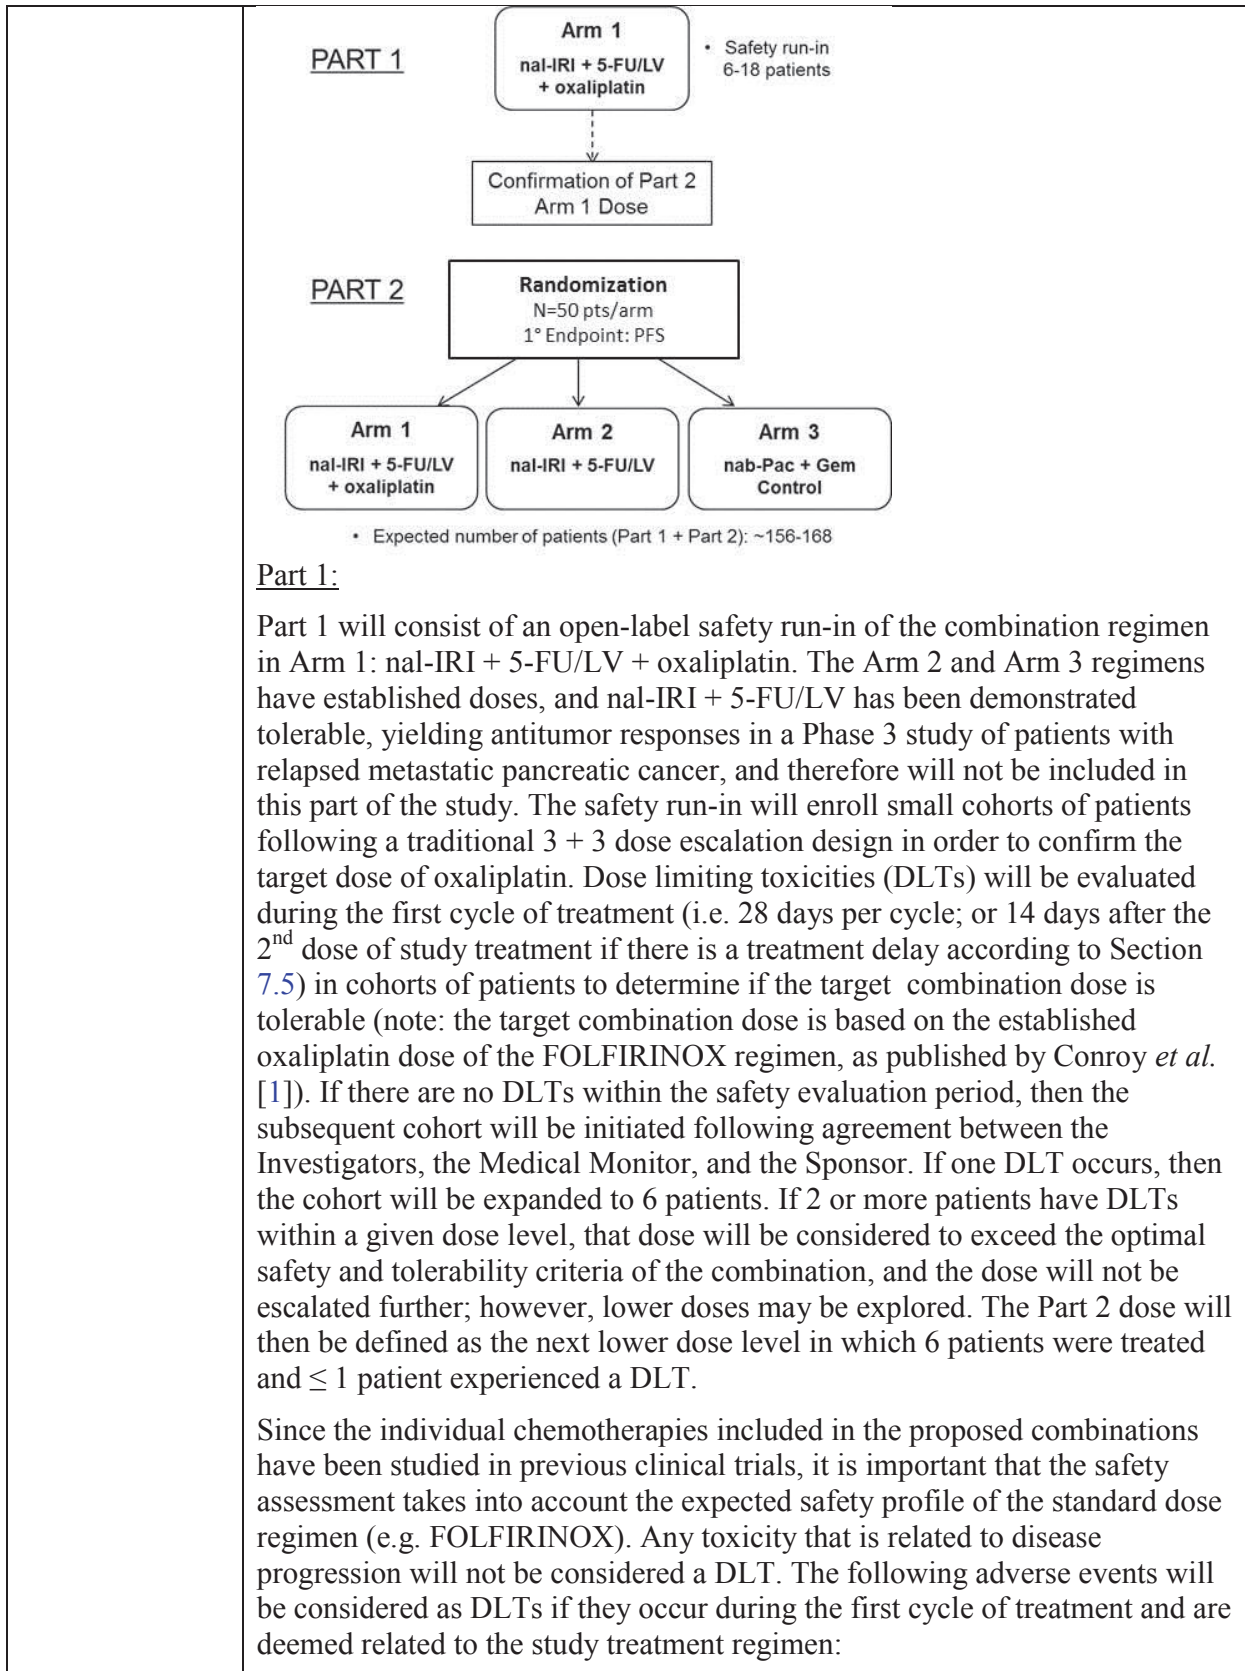 PART 1
Arm 1
nal-IRI + 5-FU/LV
+ oxaliplatin
• Safety run-in
6-18 patients
Confirmation of Part 2
Arm 1 Dose
PART 2
Randomization
N=50 pts/arm
1° Endpoint: PFS
Arm 1
nal-IRI + 5-FU/LV
+ oxaliplatin
Arm 2
nal-IRI + 5-FU/LV
Arm 3
nab-Pac + Gem
Control
• Expected number of patients (Part 1 + Part 2): ~156-168
Part 1:
Part 1 will consist of an open-label safety run-in of the combination regimen
in Arm 1: nal-IRI + 5-FU/LV + oxaliplatin. The Arm 2 and Arm 3 regimens
have established doses, and nal-IRI + 5-FU/LV has been demonstrated
tolerable, yielding antitumor responses in a Phase 3 study of patients with
relapsed metastatic pancreatic cancer, and therefore will not be included in
this part of the study. The safety run-in will enroll small cohorts of patients
following a traditional 3 + 3 dose escalation design in order to confirm the
target dose of oxaliplatin. Dose limiting toxicities (DLTs) will be evaluated
during the first cycle of treatment (i.e. 28 days per cycle; or 14 days after the
2nd dose of study treatment if there is a treatment delay according to Section
7.5) in cohorts of patients to determine if the target combination dose is
tolerable (note: the target combination dose is based on the established
oxaliplatin dose of the FOLFIRINOX regimen, as published by Conroy et al.
[1]). If there are no DLTs within the safety evaluation period, then the
subsequent cohort will be initiated following agreement between the
Investigators, the Medical Monitor, and the Sponsor. If one DLT occurs, then
the cohort will be expanded to 6 patients. If 2 or more patients have DLTs
within a given dose level, that dose will be considered to exceed the optimal
safety and tolerability criteria of the combination, and the dose will not be
escalated further; however, lower doses may be explored. The Part 2 dose will
then be defined as the next lower dose level in which 6 patients were treated
and ≤ 1 patient experienced a DLT.
Since the individual chemotherapies included in the proposed combinations
have been studied in previous clinical trials, it is important that the safety
assessment takes into account the expected safety profile of the standard dose
regimen (e.g. FOLFIRINOX). Any toxicity that is related to disease
progression will not be considered a DLT. The following adverse events will
be considered as DLTs if they occur during the first cycle of treatment and are
deemed related to the study treatment regimen: